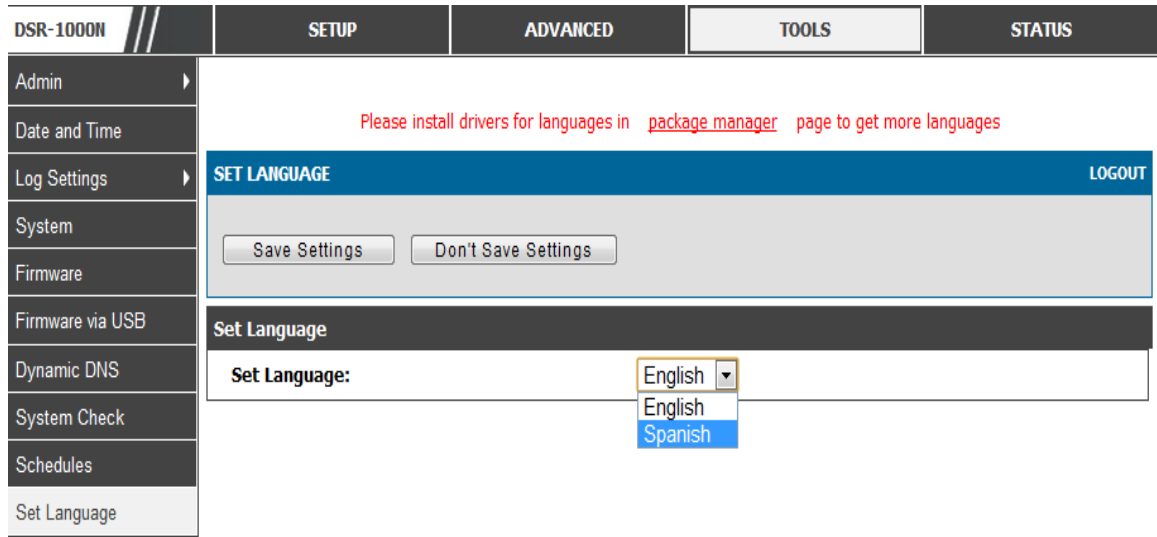 DSR-1000N
SETUP
ADVANCED
TOOLS
STATUS
Admin
Date and Time
Log Settings
System
Firmware
Firmware via USB
Dynamic DNS
System Check
Schedules
Set Language
Please install drivers for languages in package manager page to get more languages
SET LANGUAGE
LOGOUT
Save Settings
Don't Save Settings
Set Language
Set Language:
English
English
Spanish